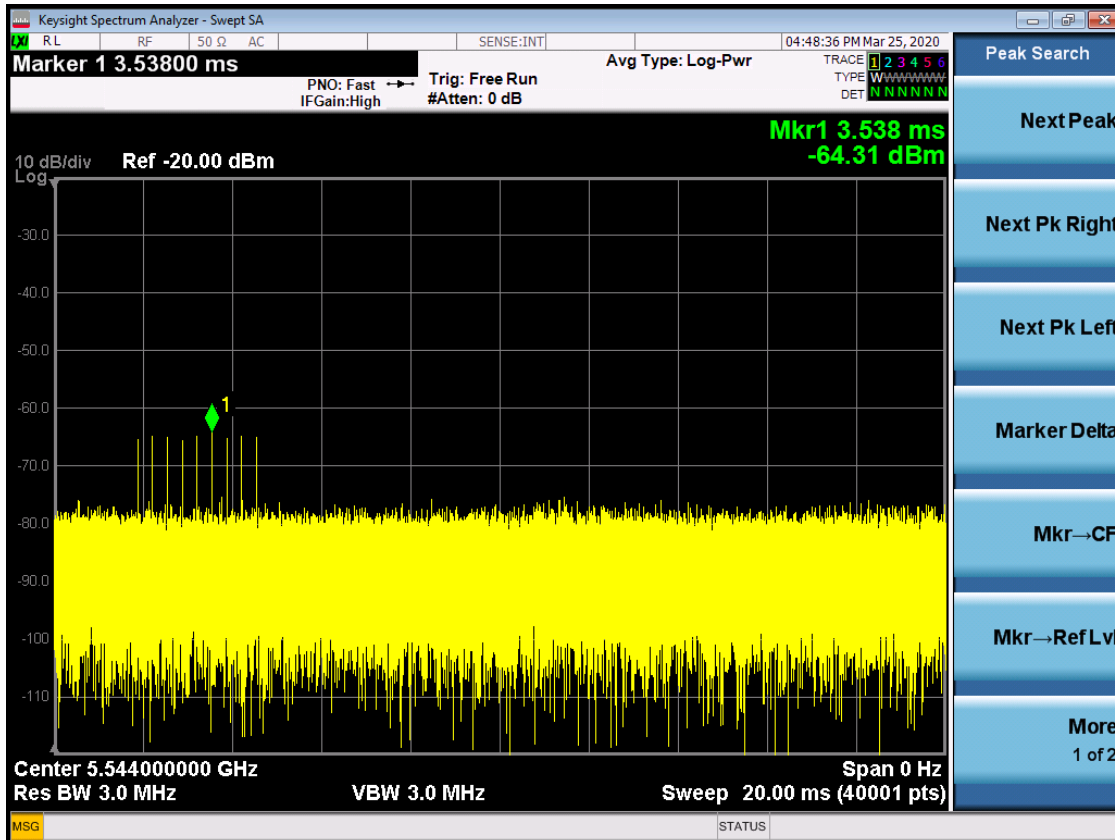 Keysight Spectrum Analyzer - Swept SA
LXI RL RF 50 Ω AC SENSE:INT 04:48:36 PM Mar 25, 2020
Marker 1 3.53800 ms
PNO: Fast
IFGain:High
Trig: Free Run
#Atten: 0 dB
Avg Type: Log-Pwr
TRACE 1 2 3 4 5 6
TYPE WWWWWW
DET N N N N N N
Mkr1 3.538 ms
-64.31 dBm
10 dB/div Ref -20.00 dBm
Log
-30.0
-40.0
-50.0
-60.0
1
-70.0
-80.0
-90.0
-100
-110
Center 5.544000000 GHz Span 0 Hz
Res BW 3.0 MHz VBW 3.0 MHz Sweep 20.00 ms (40001 pts)
MSG STATUS
Peak Search
Next Peak
Next Pk Right
Next Pk Left
Marker Delta
Mkr→CF
Mkr→Ref Lvl
More
1 of 2